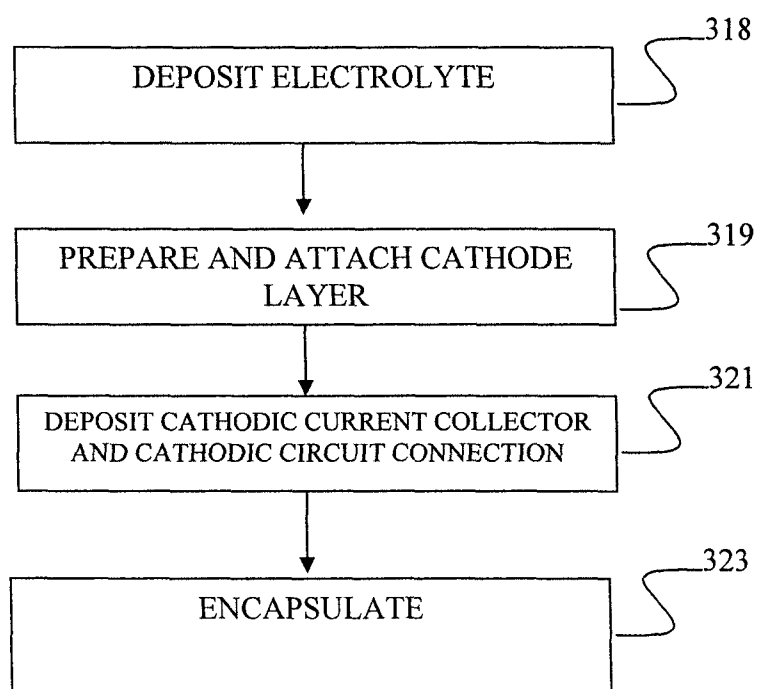 318
DEPOSIT ELECTROLYTE
319
PREPARE AND ATTACH CATHODE
LAYER
321
DEPOSIT CATHODIC CURRENT COLLECTOR
AND CATHODIC CIRCUIT CONNECTION
323
ENCAPSULATE